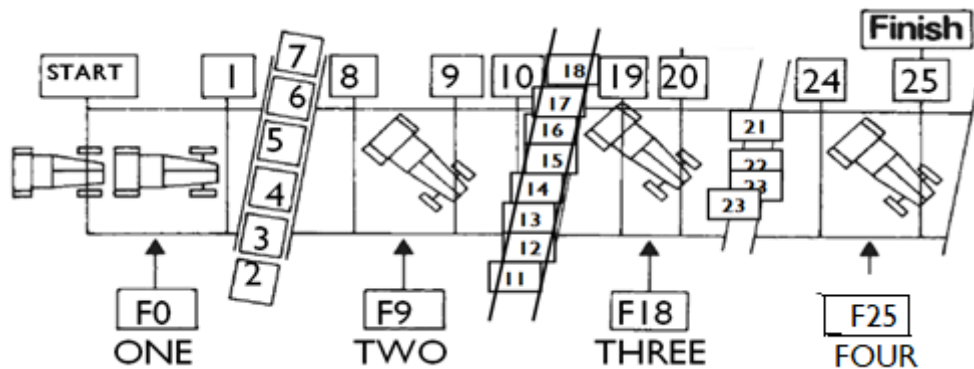 Finish
START 1 7 8 9 10 18 19 20 24 25
6 17
5 16 21
4 15 22
14 23
3 13 23
2 12
11
F0 F9 F18 F25
ONE TWO THREE FOUR